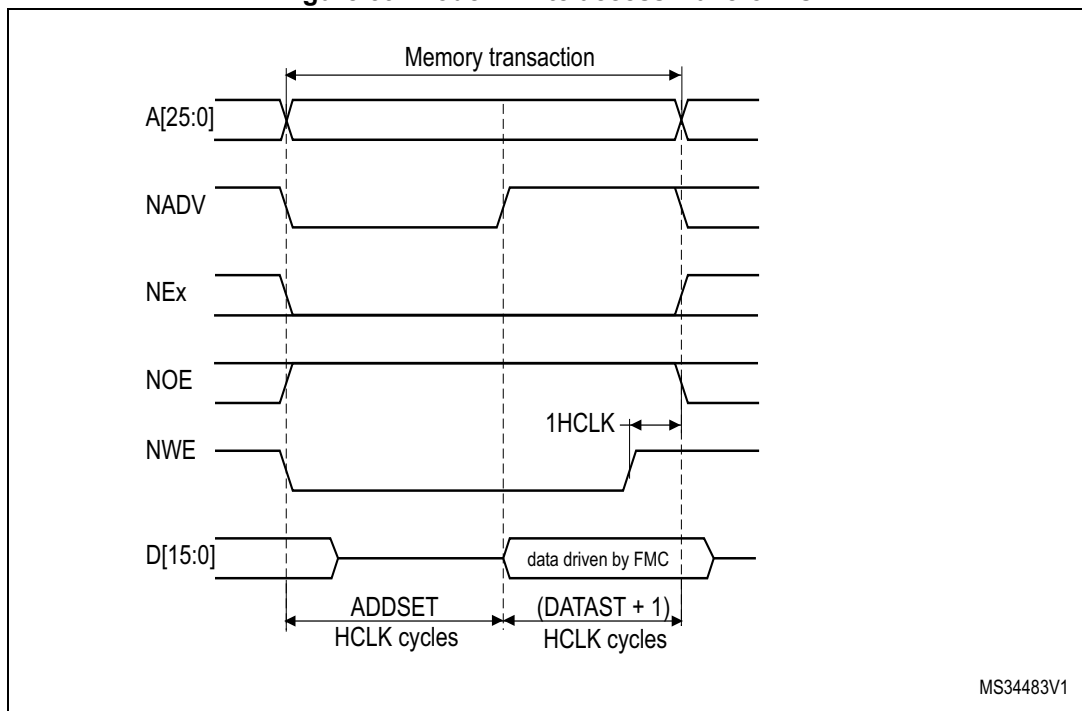 Memory transaction
A[25:0]
NADV
NEx
NOE
1HCLK
NWE
D[15:0]
data driven by FMC
ADDSET
HCLK cycles
(DATAST + 1)
HCLK cycles
MS34483V1